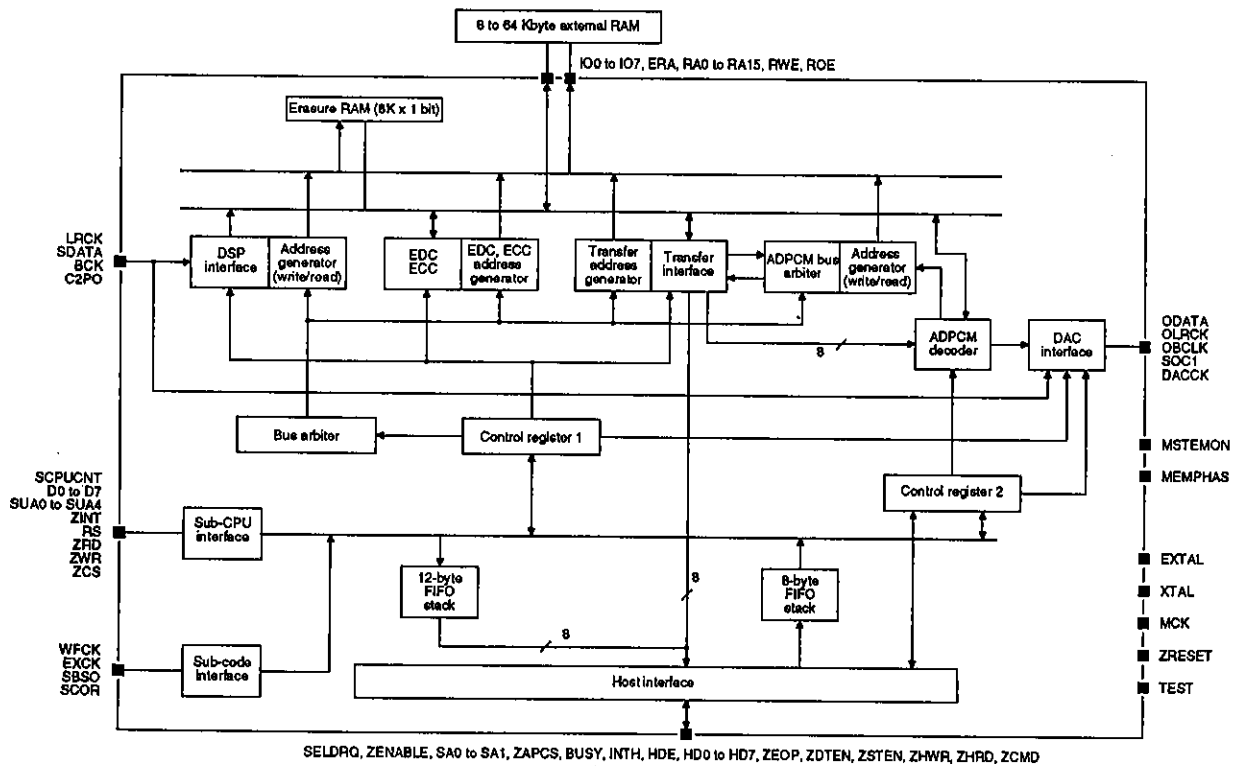 8 to 64 Kbyte external RAM
IO0 to IO7, ERA, RA0 to RA15, RWE, ROE
Erasure RAM (8K x 1 bit)
LRCK
SDATA
BCK
C2PO
DSP
interface
Address
generator
(write/read)
EDC
ECC
EDC, ECC
address
generator
Transfer
address
generator
Transfer
interface
ADPCM bus
arbiter
Address
generator
(write/read)
8
ADPCM
decoder
DAC
interface
ODATA
OLRCK
OBCLK
SOC1
DACCK
Bus arbiter
Control register 1
MSTEMON
MEMPHAS
Control register 2
SCPUCNT
D0 to D7
SUA0 to SUA4
ZINT
RS
ZRD
ZWR
ZCS
Sub-CPU
interface
12-byte
FIFO
stack
8
8-byte
FIFO
stack
8
EXTAL
XTAL
MCK
ZRESET
TEST
WFCK
EXCK
SBSO
SCOR
Sub-code
interface
Host interface
SELDRQ, ZENABLE, SA0 to SA1, ZAPCS, BUSY, INTH, HDE, HD0 to HD7, ZEOP, ZDTEN, ZSTEN, ZHWR, ZHRD, ZCMD